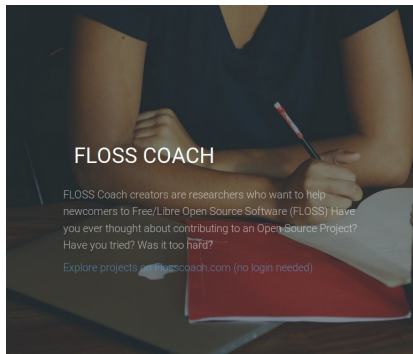 FLOSS COACH
FLOSS Coach creators are researchers who want to help
newcomers to Free/Libre Open Source Software (FLOSS) Have
you ever thought about contributing to an Open Source Project?
Have you tried? Was it too hard?
Explore projects on Flosscoach.com (no login needed)